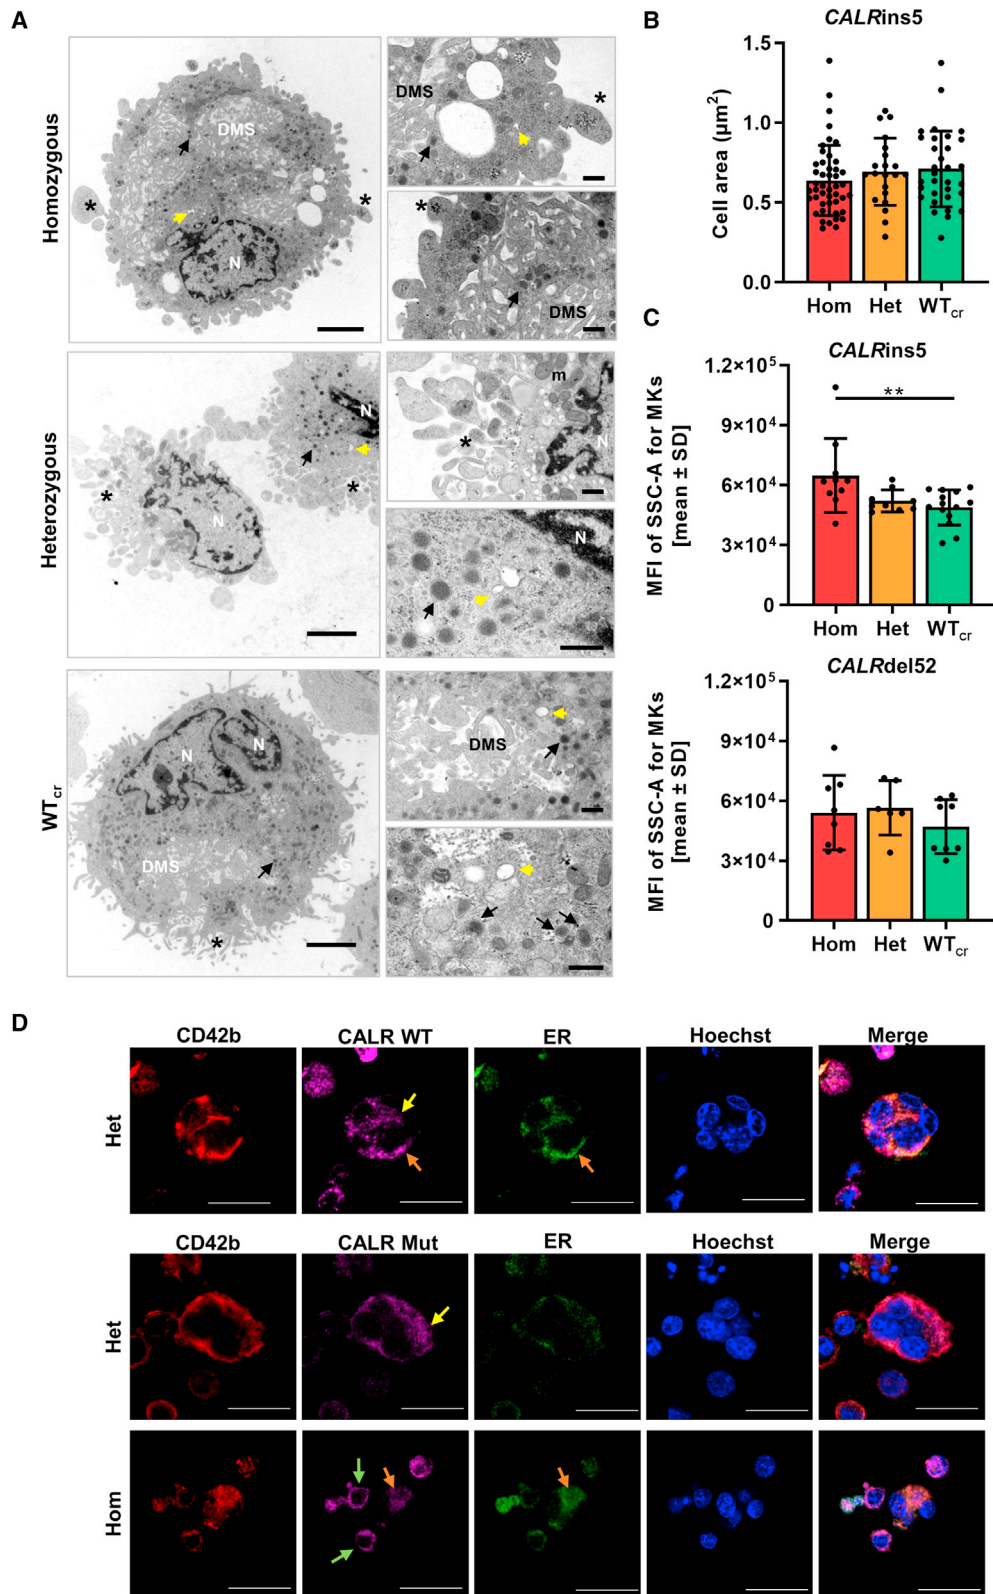 A
Homozygous
DMS
*
*
N
DMS
*
*
DMS
Heterozygous
*
N
N
*
m
*
N
N
WTcr
N
N
DMS
G
*
DMS
B
CALRins5
Cell area (µm²)
1.5
1.0
0.5
0.0
Hom Het WTcr
C
CALRins5
MFI of SSC-A for MKs
[mean ± SD]
1.2×10⁵
9×10⁴
6×10⁴
3×10⁴
0
**
Hom Het WTcr
CALRdel52
MFI of SSC-A for MKs
[mean ± SD]
1.2×10⁵
9×10⁴
6×10⁴
3×10⁴
0
Hom Het WTcr
D
CD42b CALR WT ER Hoechst Merge
Het
CD42b CALR Mut ER Hoechst Merge
Het
Hom